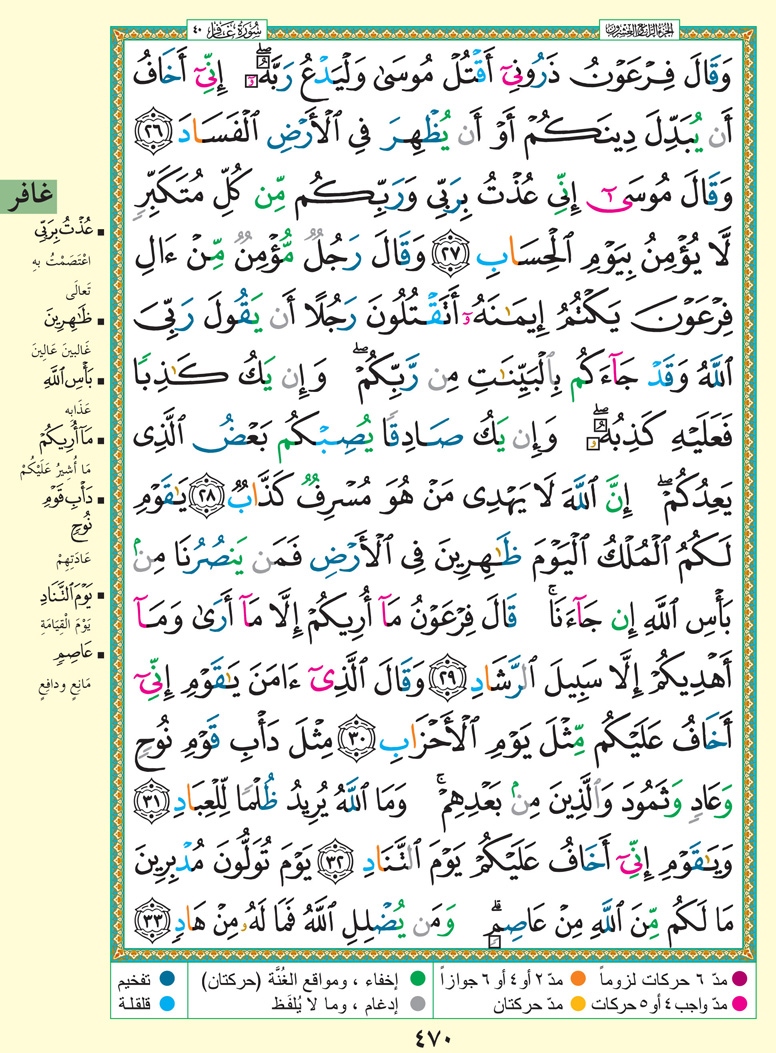 سُورَةُ غَافِرٍ ٤٠
الجزء الرابع والعشرون
وَقَالَ فِرْعَوْنُ ذَرُونِيٓ أَقْتُلْ مُوسَىٰ وَلْيَدْعُ رَبَّهُۥٓۖ إِنِّيٓ أَخَافُ
أَن يُبَدِّلَ دِينَكُمْ أَوْ أَن يُظْهِرَ فِي ٱلْأَرْضِ ٱلْفَسَادَ ٢٦
وَقَالَ مُوسَىٰٓ إِنِّي عُذْتُ بِرَبِّي وَرَبِّكُم مِّن كُلِّ مُتَكَبِّرٍ
لَّا يُؤْمِنُ بِيَوْمِ ٱلْحِسَابِ ٢٧ وَقَالَ رَجُلٌ مُّؤْمِنٌ مِّنْ ءَالِ
فِرْعَوْنَ يَكْتُمُ إِيمَٰنَهُۥٓ أَتَقْتُلُونَ رَجُلًا أَن يَقُولَ رَبِّيَ
ٱللَّهُ وَقَدْ جَآءَكُم بِٱلْبَيِّنَٰتِ مِن رَّبِّكُمْۖ وَإِن يَكُ كَٰذِبًا
فَعَلَيْهِ كَذِبُهُۥۖ وَإِن يَكُ صَادِقًا يُصِبْكُم بَعْضُ ٱلَّذِي
يَعِدُكُمْۖ إِنَّ ٱللَّهَ لَا يَهْدِي مَنْ هُوَ مُسْرِفٌ كَذَّابٌ ٢٨ يَٰقَوْمِ
لَكُمُ ٱلْمُلْكُ ٱلْيَوْمَ ظَٰهِرِينَ فِي ٱلْأَرْضِ فَمَن يَنصُرُنَا مِنۢ
بَأْسِ ٱللَّهِ إِن جَآءَنَاۚ قَالَ فِرْعَوْنُ مَآ أُرِيكُمْ إِلَّا مَآ أَرَىٰ وَمَآ
أَهْدِيكُمْ إِلَّا سَبِيلَ ٱلرَّشَادِ ٢٩ وَقَالَ ٱلَّذِيٓ ءَامَنَ يَٰقَوْمِ إِنِّيٓ
أَخَافُ عَلَيْكُم مِّثْلَ يَوْمِ ٱلْأَحْزَابِ ٣٠ مِثْلَ دَأْبِ قَوْمِ نُوحٍ
وَعَادٍ وَثَمُودَ وَٱلَّذِينَ مِنۢ بَعْدِهِمْۚ وَمَا ٱللَّهُ يُرِيدُ ظُلْمًا لِّلْعِبَادِ ٣١
وَيَٰقَوْمِ إِنِّيٓ أَخَافُ عَلَيْكُمْ يَوْمَ ٱلتَّنَادِ ٣٢ يَوْمَ تُوَلُّونَ مُدْبِرِينَ
مَا لَكُم مِّنَ ٱللَّهِ مِنْ عَاصِمٍۗ وَمَن يُضْلِلِ ٱللَّهُ فَمَا لَهُۥ مِنْ هَادٍ ٣٣
غافر
▪ عُذْتُ بِرَبِّي
اعْتَصَمْتُ بِهِ
تَعالَى
▪ ظَٰهِرِينَ
غَالِبِينَ عَالِينَ
▪ بَأْسِ ٱللَّهِ
عَذَابِهِ
▪ مَآ أُرِيكُمْ
مَا أُشِيرُ عَلَيْكُمْ
▪ دَأْبِ قَوْمِ
نُوحٍ
عَادَتِهِمْ
▪ يَوْمَ ٱلتَّنَادِ
يَوْمَ الْقِيَامَةِ
▪ عَاصِمٍ
مَانِعٍ ودَافِعٍ
مدّ ٦ حركات لزوماً مدّ ٢ أو ٤ أو ٦ جوازاً
مدّ واجب ٤ أو ٥ حركات مدّ حركتان
إخفاء ، ومواقع الغُنَّة (حركتان)
إدغام ، وما لا يُلفَظ
تفخيم
قلقلة
٤٧٠